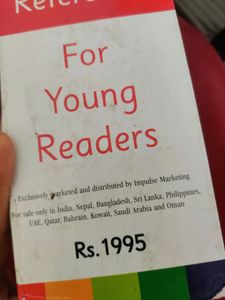 For
Young
Readers
• Exclusively marketed and distributed by Impulse Marketing
For sale only in India, Nepal, Bangladesh, Sri Lanka, Philippines,
UAE, Qatar, Bahrain, Kuwait, Saudi Arabia and Oman
Rs. 1995